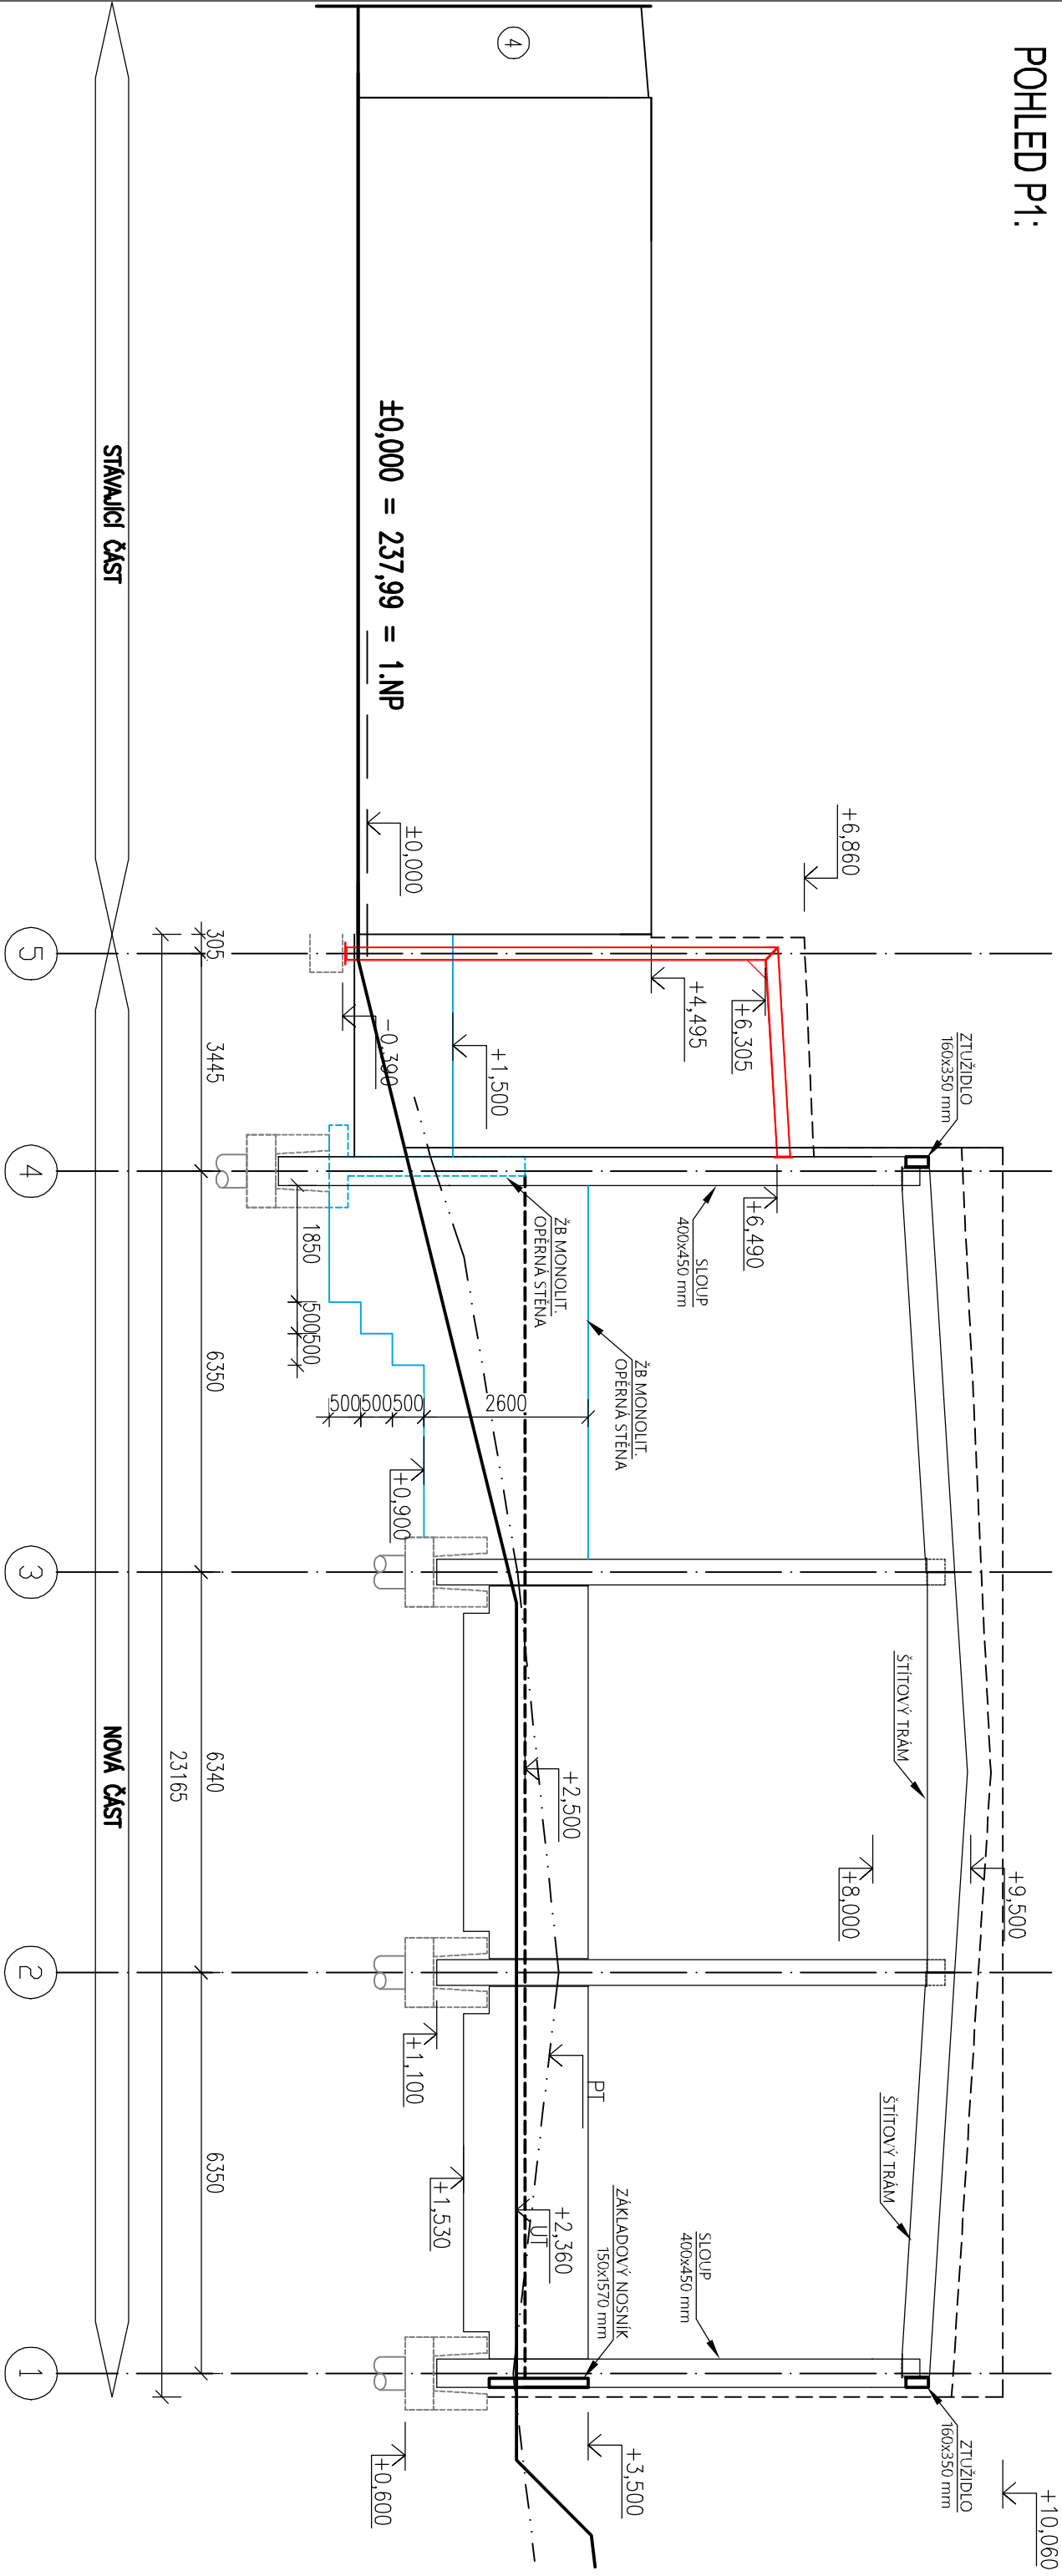 POHLED P1:
4
±0,000 = 237,99 = 1.NP
±0,000
+6,860
+4,495
+6,305
-0,390
+1,500
+6,490
ZTUŽIDLO
160x350 mm
SLOUP
400x450 mm
ŽB MONOLIT.
OPĚRNÁ STĚNA
ŽB MONOLIT.
OPĚRNÁ STĚNA
1850
500
500
500
500
500
2600
+0,900
ŠTÍTOVÝ TRÁM
+2,500
+8,000
+9,500
+1,100
PT
+1,530
+2,360
UT
ŠTÍTOVÝ TRÁM
ZÁKLADOVÝ NOSNÍK
150x1570 mm
SLOUP
400x450 mm
ZTUŽIDLO
160x350 mm
+3,500
+0,600
+10,060
305
3445
6350
6340
6350
23165
STÁVAJÍCÍ ČÁST
NOVÁ ČÁST
5
4
3
2
1